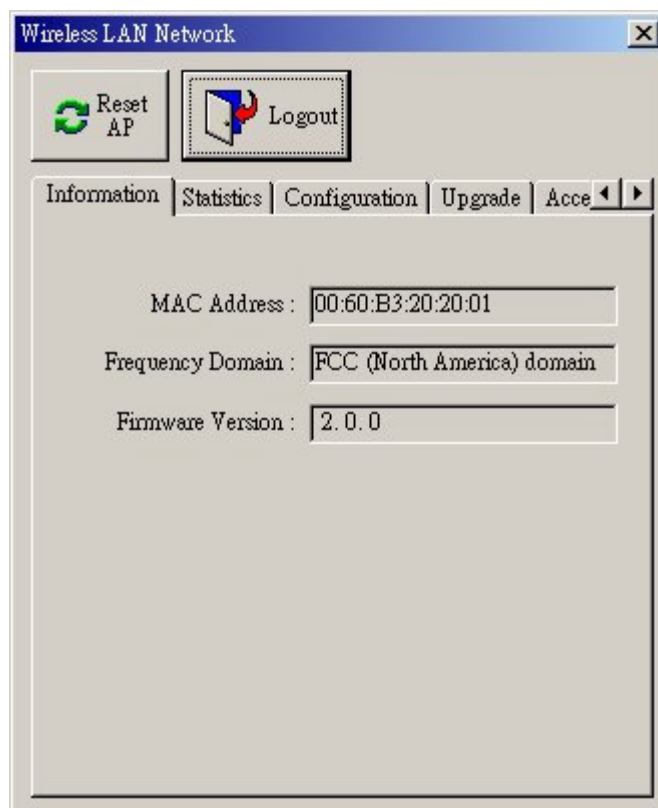 Wireless LAN Network
Reset
AP
Logout
Information Statistics Configuration Upgrade Acce
MAC Address : 00:60:B3:20:20:01
Frequency Domain : FCC (North America) domain
Firmware Version : 2. 0. 0